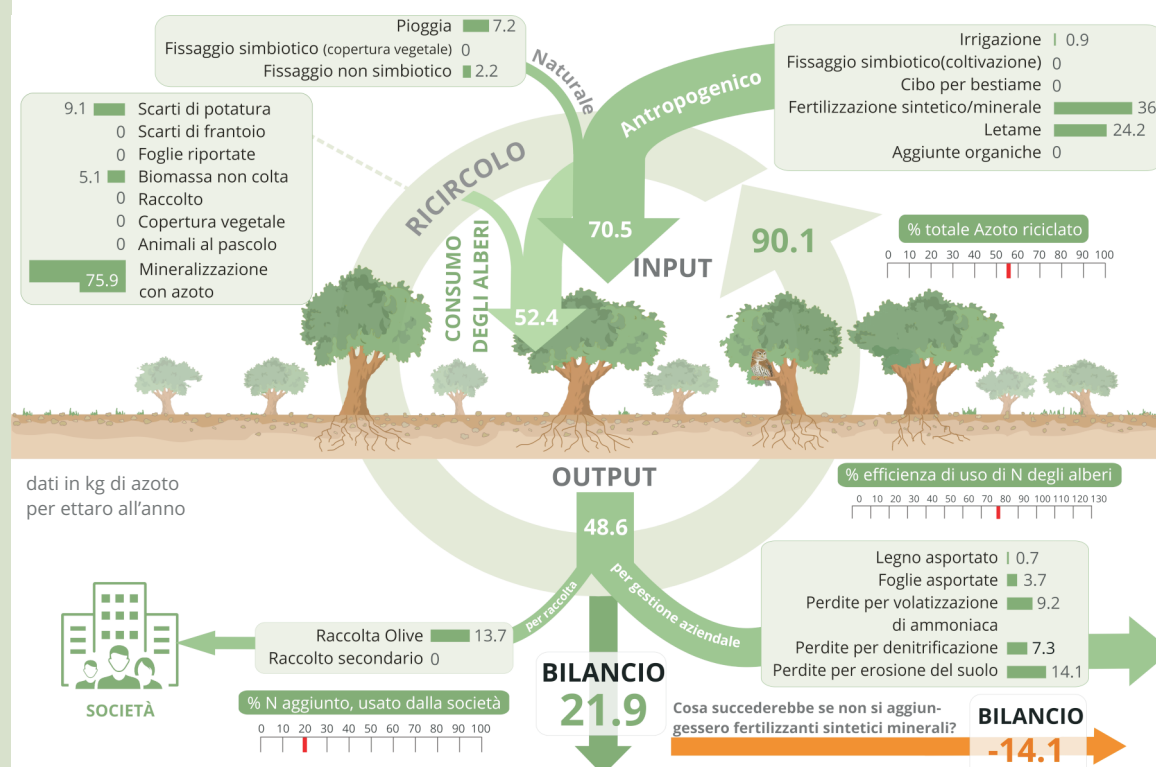 Pioggia 7.2
Fissaggio simbiotico (copertura vegetale) 0
Fissaggio non simbiotico 2.2
Naturale
Antropogenico
Irrigazione 0.9
Fissaggio simbiotico(coltivazione) 0
Cibo per bestiame 0
Fertilizzazione sintetico/minerale 36
Letame 24.2
Aggiunte organiche 0
9.1 Scarti di potatura
0 Scarti di frantoio
0 Foglie riportate
5.1 Biomassa non colta
0 Raccolto
0 Copertura vegetale
0 Animali al pascolo
75.9 Mineralizzazione
con azoto
RICIRCOLO
CONSUMO
DEGLI ALBERI
52.4
70.5
INPUT
90.1
% totale Azoto riciclato
0 10 20 30 40 50 60 70 80 90 100
dati in kg di azoto
per ettaro all'anno
OUTPUT
48.6
% efficienza di uso di N degli alberi
0 10 20 30 40 50 60 70 80 90 100 110 120 130
per raccolta
per gestione aziendale
Legno asportato 0.7
Foglie asportate 3.7
Perdite per volatizzazione 9.2
di ammoniaca
Perdite per denitrificazione 7.3
Perdite per erosione del suolo 14.1
Raccolta Olive 13.7
Raccolto secondario 0
SOCIETÀ
% N aggiunto, usato dalla società
0 10 20 30 40 50 60 70 80 90 100
BILANCIO
21.9
Cosa succederebbe se non si aggiun-
gessero fertilizzanti sintetici minerali?
BILANCIO
-14.1